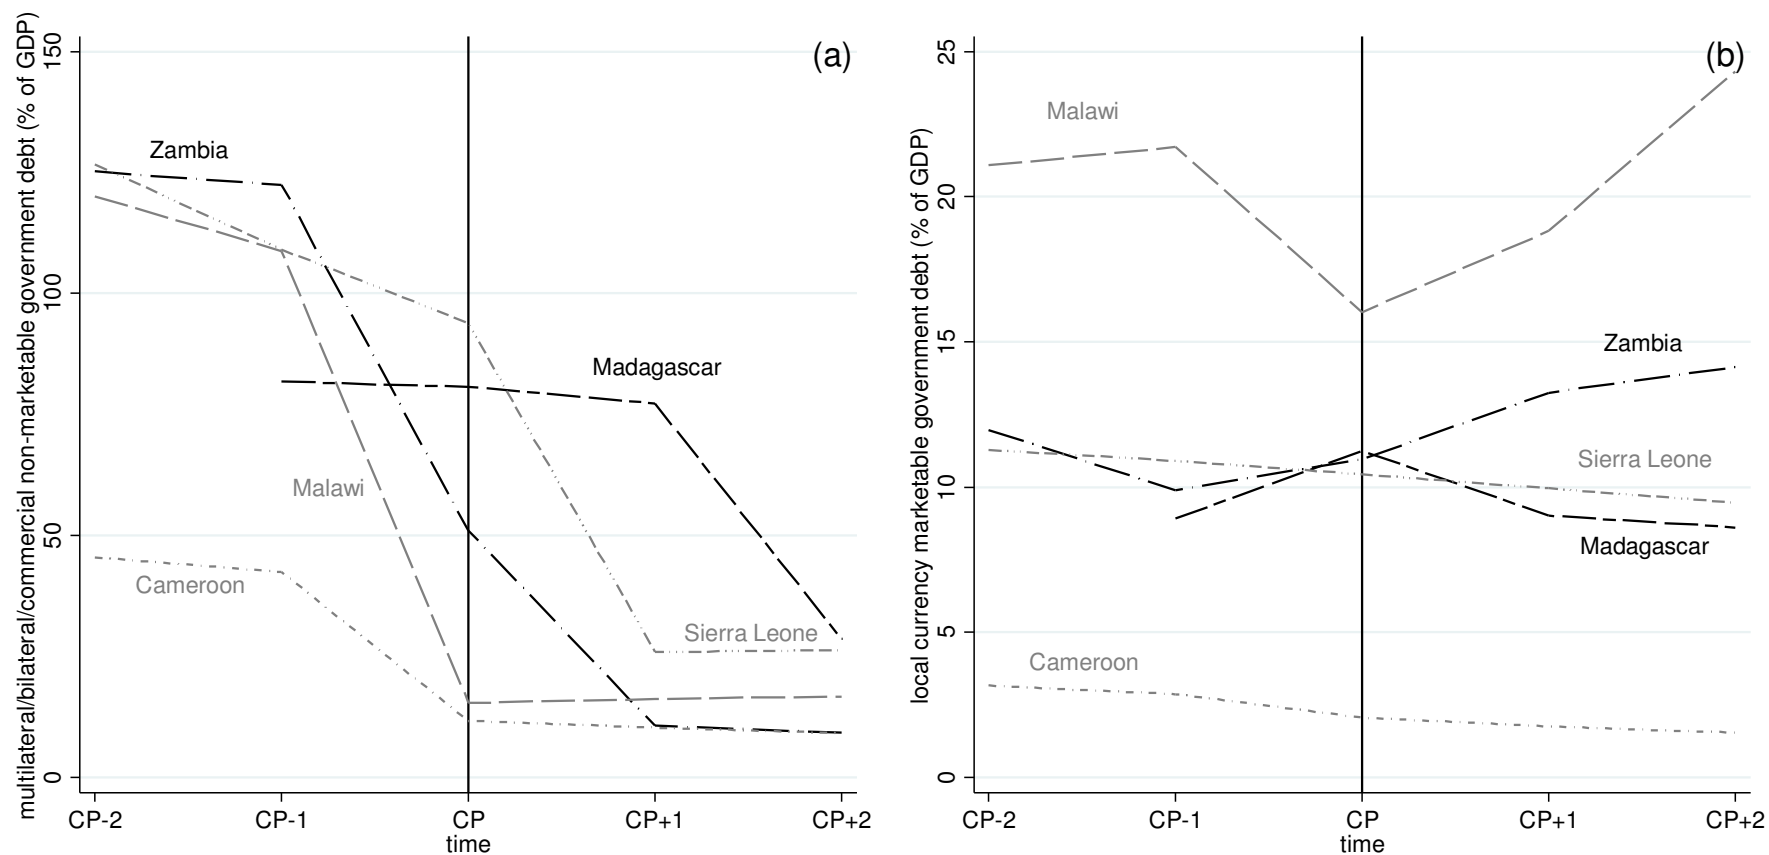 (a)
multilateral/bilateral/commercial non-marketable government debt (% of GDP)
150
100
50
0
Zambia
Madagascar
Malawi
Cameroon
Sierra Leone
CP-2 CP-1 CP CP+1 CP+2
time
(b)
local currency marketable government debt (% of GDP)
25
20
15
10
5
0
Malawi
Zambia
Sierra Leone
Madagascar
Cameroon
CP-2 CP-1 CP CP+1 CP+2
time